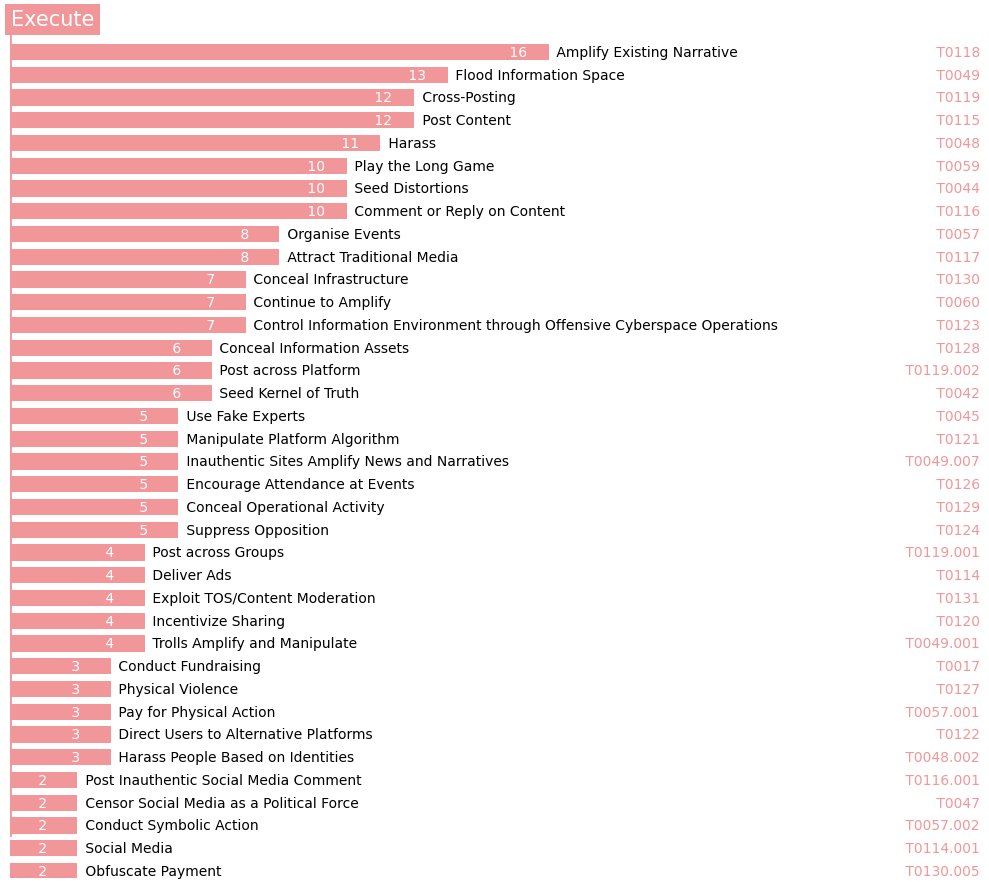 Execute
16 Amplify Existing Narrative T0118
13 Flood Information Space T0049
12 Cross-Posting T0119
12 Post Content T0115
11 Harass T0048
10 Play the Long Game T0059
10 Seed Distortions T0044
10 Comment or Reply on Content T0116
8 Organise Events T0057
8 Attract Traditional Media T0117
7 Conceal Infrastructure T0130
7 Continue to Amplify T0060
7 Control Information Environment through Offensive Cyberspace Operations T0123
6 Conceal Information Assets T0128
6 Post across Platform T0119.002
6 Seed Kernel of Truth T0042
5 Use Fake Experts T0045
5 Manipulate Platform Algorithm T0121
5 Inauthentic Sites Amplify News and Narratives T0049.007
5 Encourage Attendance at Events T0126
5 Conceal Operational Activity T0129
5 Suppress Opposition T0124
4 Post across Groups T0119.001
4 Deliver Ads T0114
4 Exploit TOS/Content Moderation T0131
4 Incentivize Sharing T0120
4 Trolls Amplify and Manipulate T0049.001
3 Conduct Fundraising T0017
3 Physical Violence T0127
3 Pay for Physical Action T0057.001
3 Direct Users to Alternative Platforms T0122
3 Harass People Based on Identities T0048.002
2 Post Inauthentic Social Media Comment T0116.001
2 Censor Social Media as a Political Force T0047
2 Conduct Symbolic Action T0057.002
2 Social Media T0114.001
2 Obfuscate Payment T0130.005